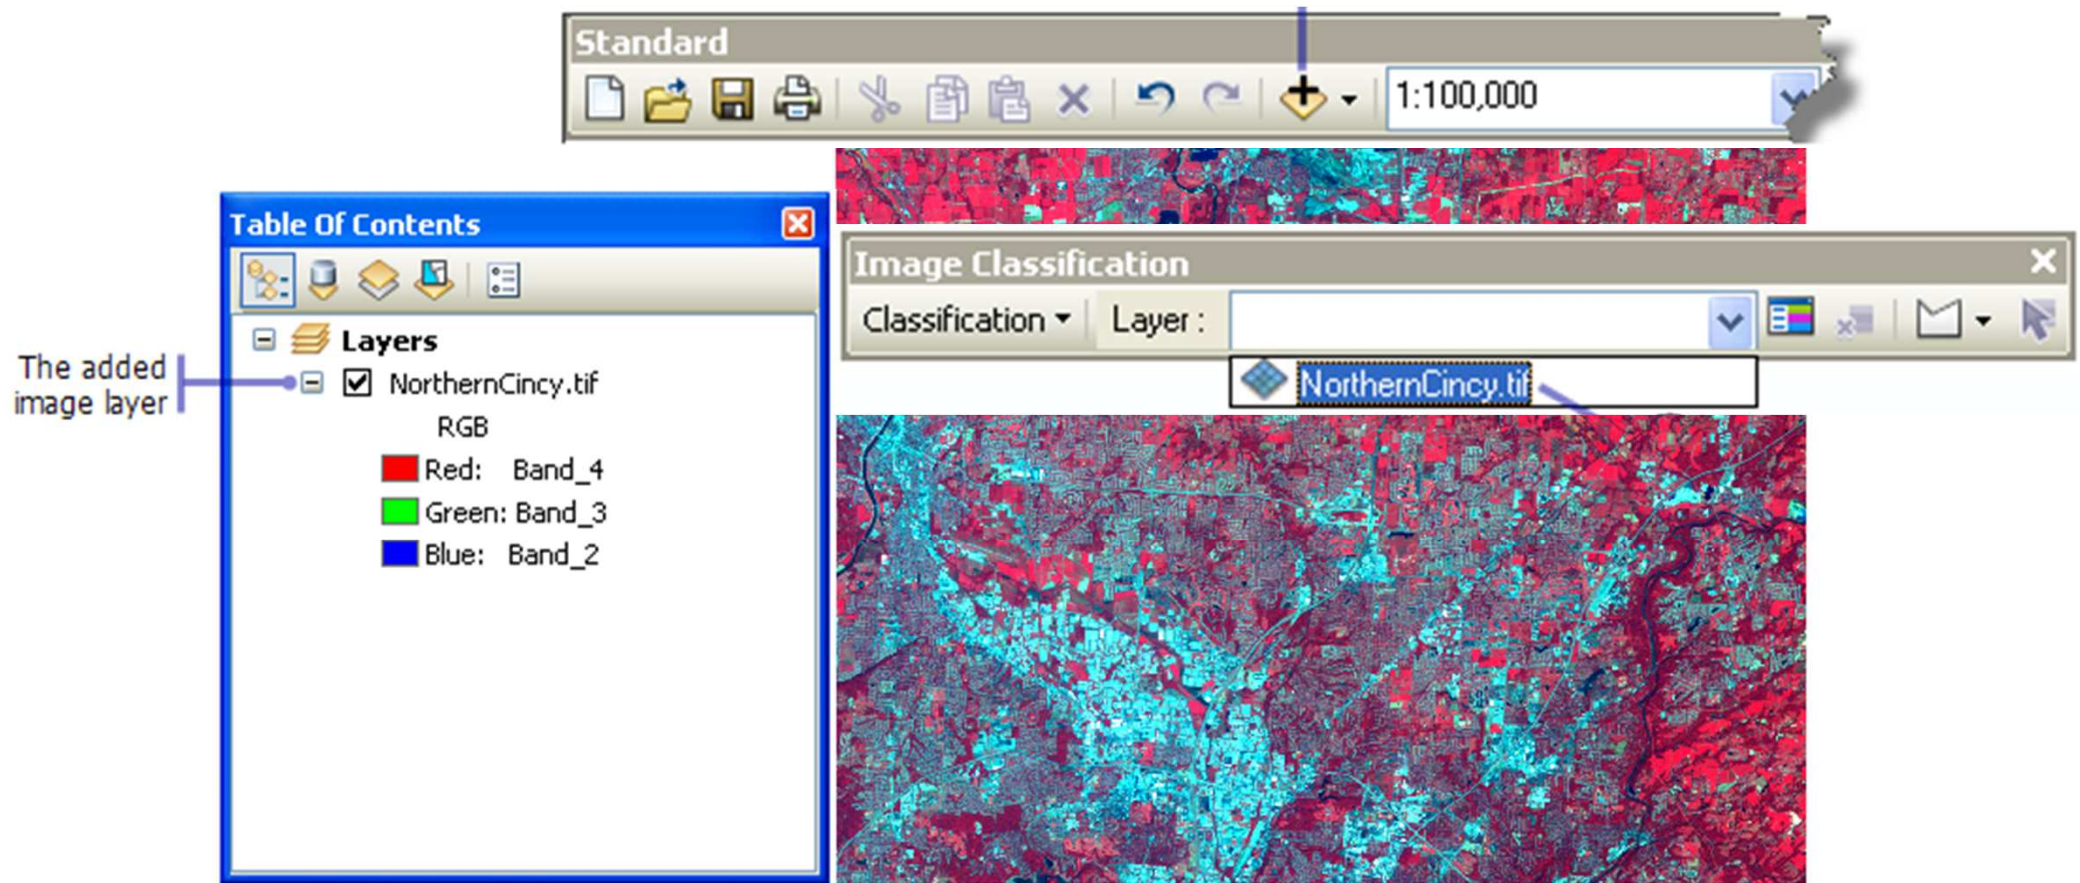 Standard
1:100,000
Table Of Contents
Layers
The added
image layer
NorthernCincy.tif
RGB
Red: Band_4
Green: Band_3
Blue: Band_2
Image Classification
Classification Layer :
NorthernCincy.tif